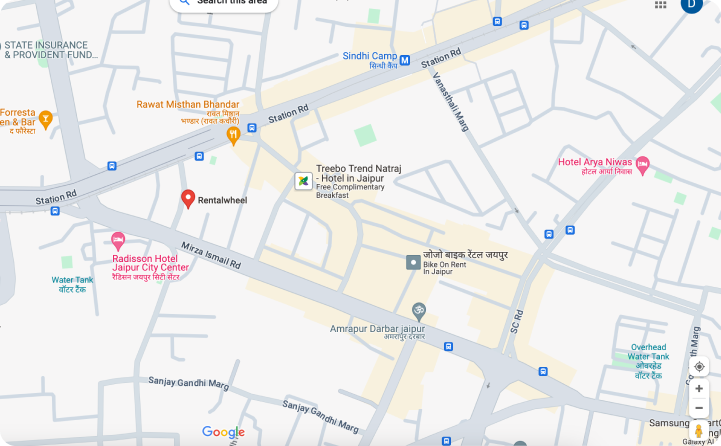 Search this area
D
STATE INSURANCE
& PROVIDENT FUND...
Sindhi Camp
सिन्धी कैंप
M
Station Rd
Vanasthali Marg
Rawat Misthan Bhandar
रावत मिष्ठान
भण्डार (रावत कचौरी)
Station Rd
Forresta
en & Bar
द फॉरेस्टा
Treebo Trend Natraj
- Hotel in Jaipur
Free Complimentary
Breakfast
Hotel Arya Niwas
होटल आर्या निवास
Station Rd
Rentalwheel
Mirza Ismail Rd
Radisson Hotel
Jaipur City Center
रैडिसन जयपुर सिटी सेंटर
जोजो बाइक रेंटल जयपुर
Bike On Rent
In Jaipur
Water Tank
वॉटर टैंक
Amrapur Darbar jaipur
अमरापुर दरबार
SC Rd
Overhead
Water Tank
ओवरहेड
वॉटर टैंक
Sanjay Gandhi Marg
Sanjay Gandhi Marg
Marg
Samsung
Google
Galaxy AI